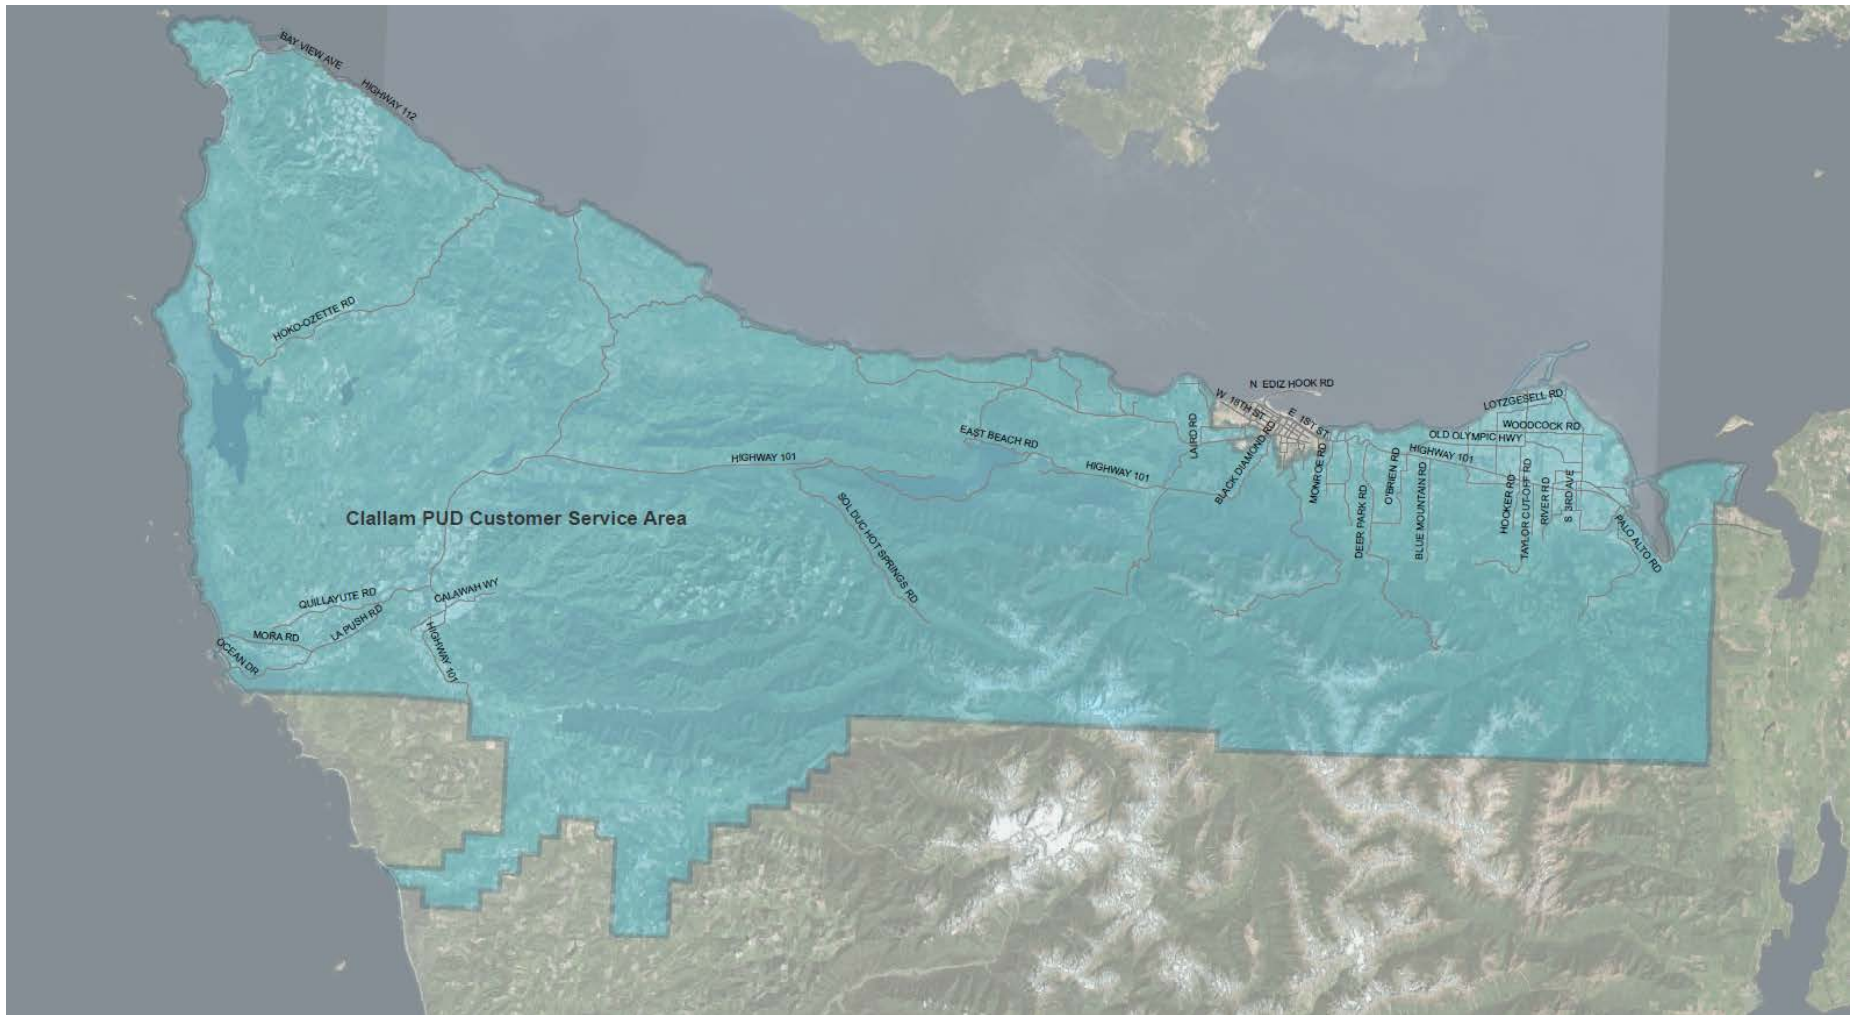 BAY VIEW AVE
HIGHWAY 112
HOKO-OZETTE RD
N EDIZ HOOK RD
W 18TH ST
E 1ST ST
LOTZGESELL RD
WOODCOCK RD
OLD OLYMPIC HWY
LAIRD RD
EAST BEACH RD
HIGHWAY 101
HIGHWAY 101
HIGHWAY 101
BLACK DIAMOND RD
MONROE RD
DEER PARK RD
O'BRIEN RD
BLUE MOUNTAIN RD
HOOKER RD
TAYLOR CUT-OFF RD
RIVER RD
S 3RD AVE
PALO ALTO RD
SOL DUC HOT SPRINGS RD
Clallam PUD Customer Service Area
QUILLAYUTE RD
CALAWAH WY
MORA RD
LA PUSH RD
OCEAN DR
HIGHWAY 101